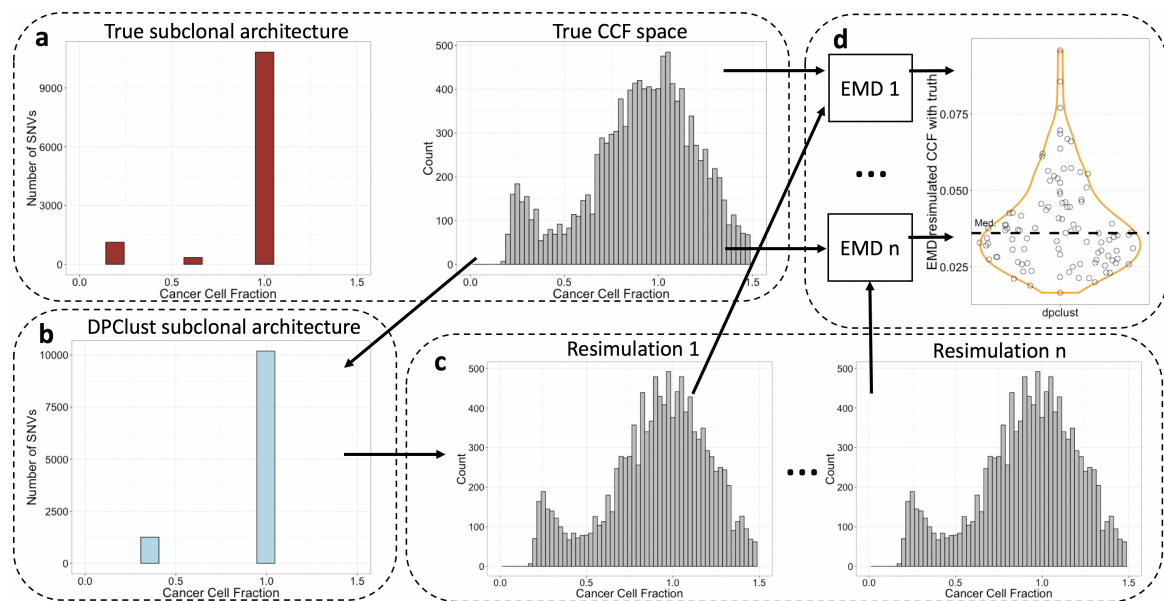 a
True subclonal architecture
Number of SNVs
9000
6000
3000
0
0.0 0.5 1.0 1.5
Cancer Cell Fraction
True CCF space
Count
500
400
300
200
100
0
0.0 0.5 1.0 1.5
Cancer Cell Fraction
d
EMD 1
...
EMD n
EMD resimulated CCF with truth
0.075
0.050
0.025
Med
dpclust
b
DPClust subclonal architecture
Number of SNVs
10000
7500
5000
2500
0
0.0 0.5 1.0 1.5
Cancer Cell Fraction
c
Resimulation 1
Count
500
400
300
200
100
0
0.0 0.5 1.0 1.5
Cancer Cell Fraction
...
Resimulation n
Count
500
400
300
200
100
0
0.0 0.5 1.0 1.5
Cancer Cell Fraction